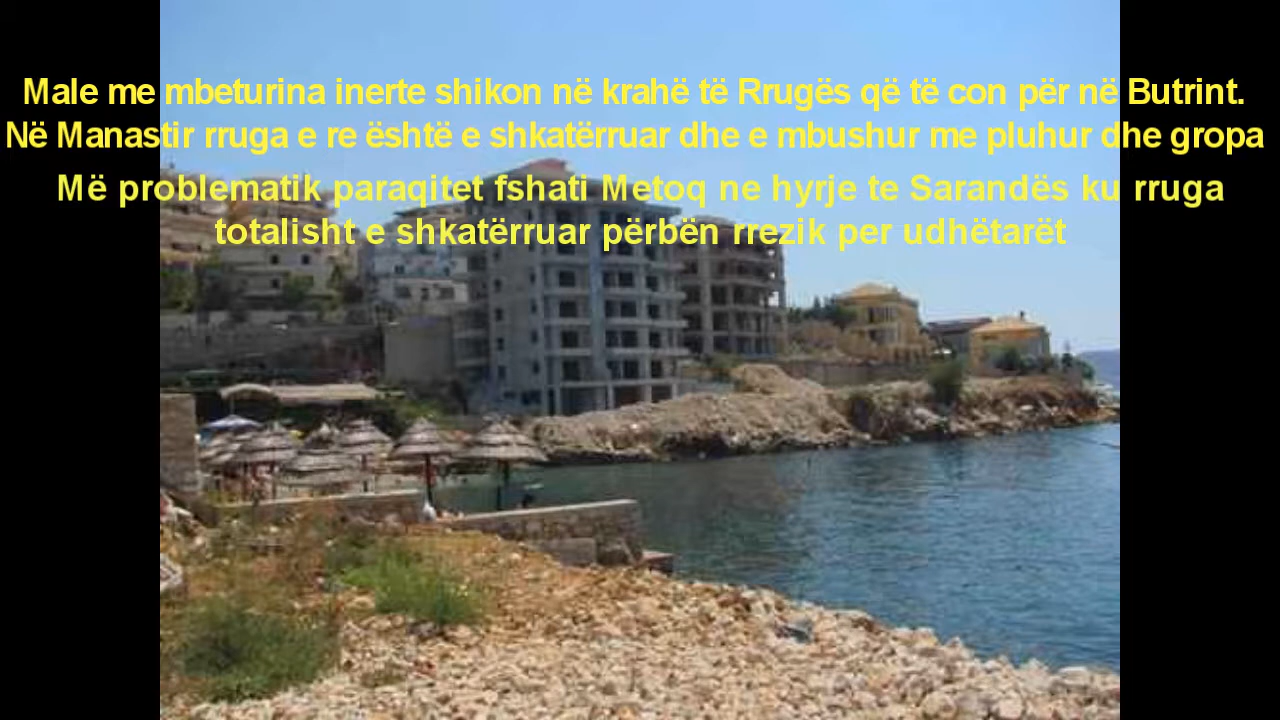 Male me mbeturina inerte shikon në krahë të Rrugës që të con për në Butrint.
Në Manastir rruga e re është e shkatërruar dhe e mbushur me pluhur dhe gropa
Më problematik paraqitet fshati Metoq ne hyrje te Sarandës ku rruga
totalisht e shkatërruar përbën rrezik per udhëtarët